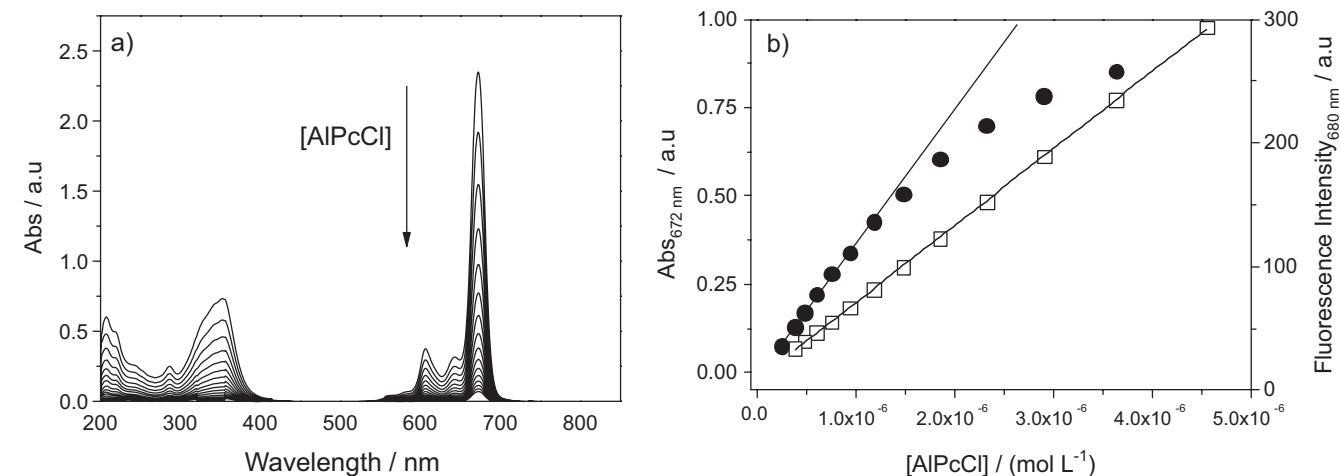 a)
[AlPcCl]
Abs / a.u
2.5
2.0
1.5
1.0
0.5
0.0
200 300 400 500 600 700 800
Wavelength / nm
b)
Abs672 nm / a.u
1.00
0.75
0.50
0.25
0.00
0.0 1.0x10⁻⁶ 2.0x10⁻⁶ 3.0x10⁻⁶ 4.0x10⁻⁶ 5.0x10⁻⁶
[AlPcCl] / (mol L⁻¹)
300
200
100
0
Fluorescence Intensity680 nm / a.u